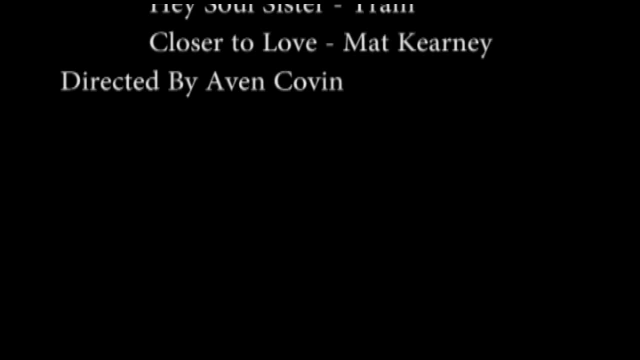 Hey Soul Sister - Train
Closer to Love - Mat Kearney
Directed By Aven Covin